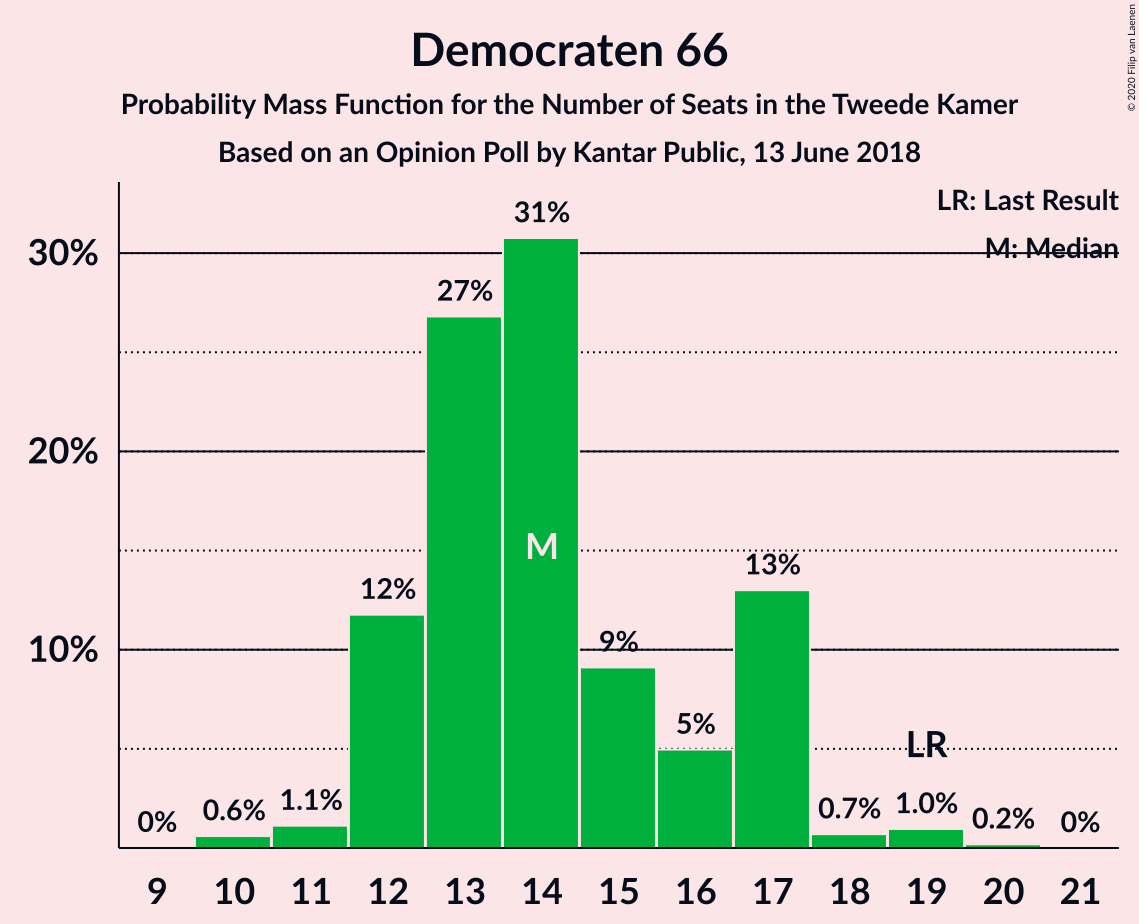 Democraten 66
Probability Mass Function for the Number of Seats in the Tweede Kamer
Based on an Opinion Poll by Kantar Public, 13 June 2018
© 2020 Filip van Laenen
LR: Last Result
M: Median
30%
20%
10%
0%
0.6%
1.1%
12%
27%
31%
M
9%
5%
13%
0.7%
LR
1.0%
0.2%
0%
9 10 11 12 13 14 15 16 17 18 19 20 21